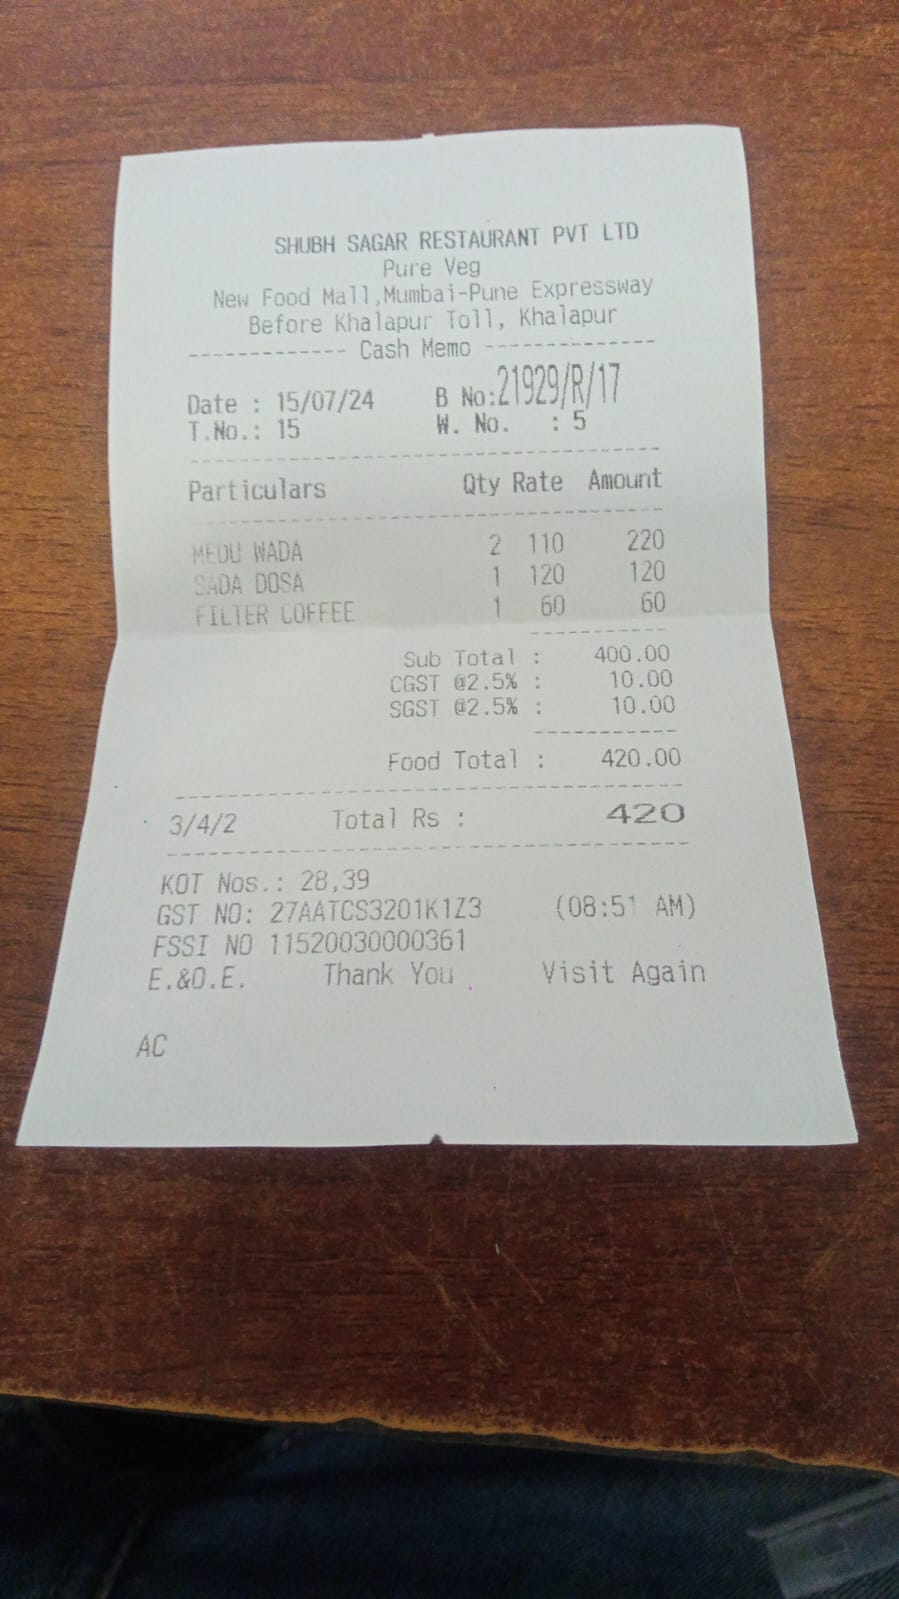 SHUBH SAGAR RESTAURANT PVT LTD
Pure Veg
New Food Mall,Mumbai-Pune Expressway
Before Khalapur Toll, Khalapur
------------- Cash Memo --------------
Date : 15/07/24 B No:21929/R/17
T.No.: 15 W. No. : 5
Particulars Qty Rate Amount
MEDU WADA 2 110 220
SADA DOSA 1 120 120
FILTER COFFEE 1 60 60
Sub Total : 400.00
CGST @2.5% : 10.00
SGST @2.5% : 10.00
Food Total : 420.00
3/4/2 Total Rs : 420
KOT Nos.: 28,39
GST NO: 27AATCS3201K1Z3 (08:51 AM)
FSSI NO 11520030000361
E.&O.E. Thank You Visit Again
AC